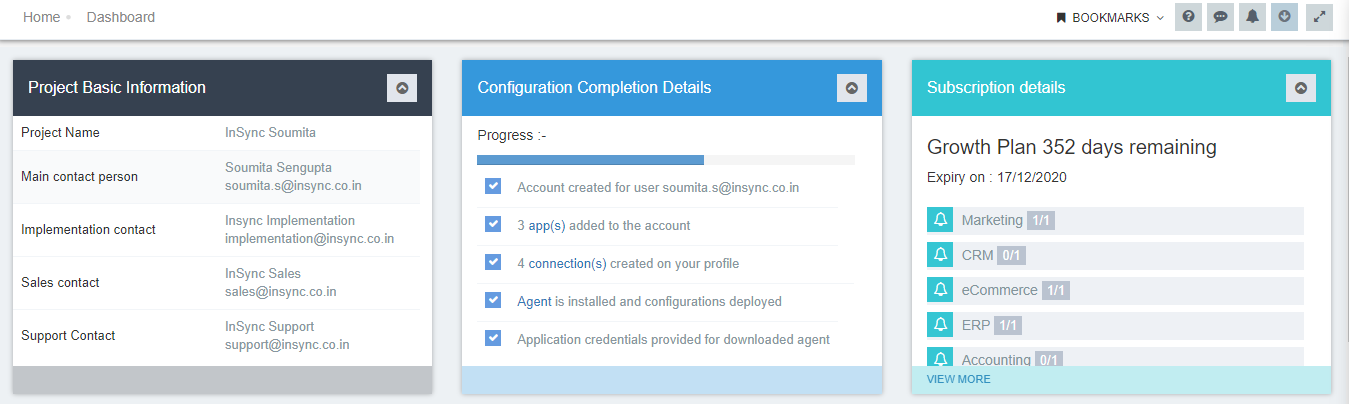 Home Dashboard BOOKMARKS
Project Basic Information
Project Name InSync Soumita
Main contact person Soumita Sengupta
soumita.s@insync.co.in
Implementation contact Insync Implementation
implementation@insync.co.in
Sales contact InSync Sales
sales@insync.co.in
Support Contact InSync Support
support@insync.co.in
Configuration Completion Details
Progress :-
Account created for user soumita.s@insync.co.in
3 app(s) added to the account
4 connection(s) created on your profile
Agent is installed and configurations deployed
Application credentials provided for downloaded agent
Subscription details
Growth Plan 352 days remaining
Expiry on : 17/12/2020
Marketing 1/1
CRM 0/1
eCommerce 1/1
ERP 1/1
Accounting 0/1
VIEW MORE